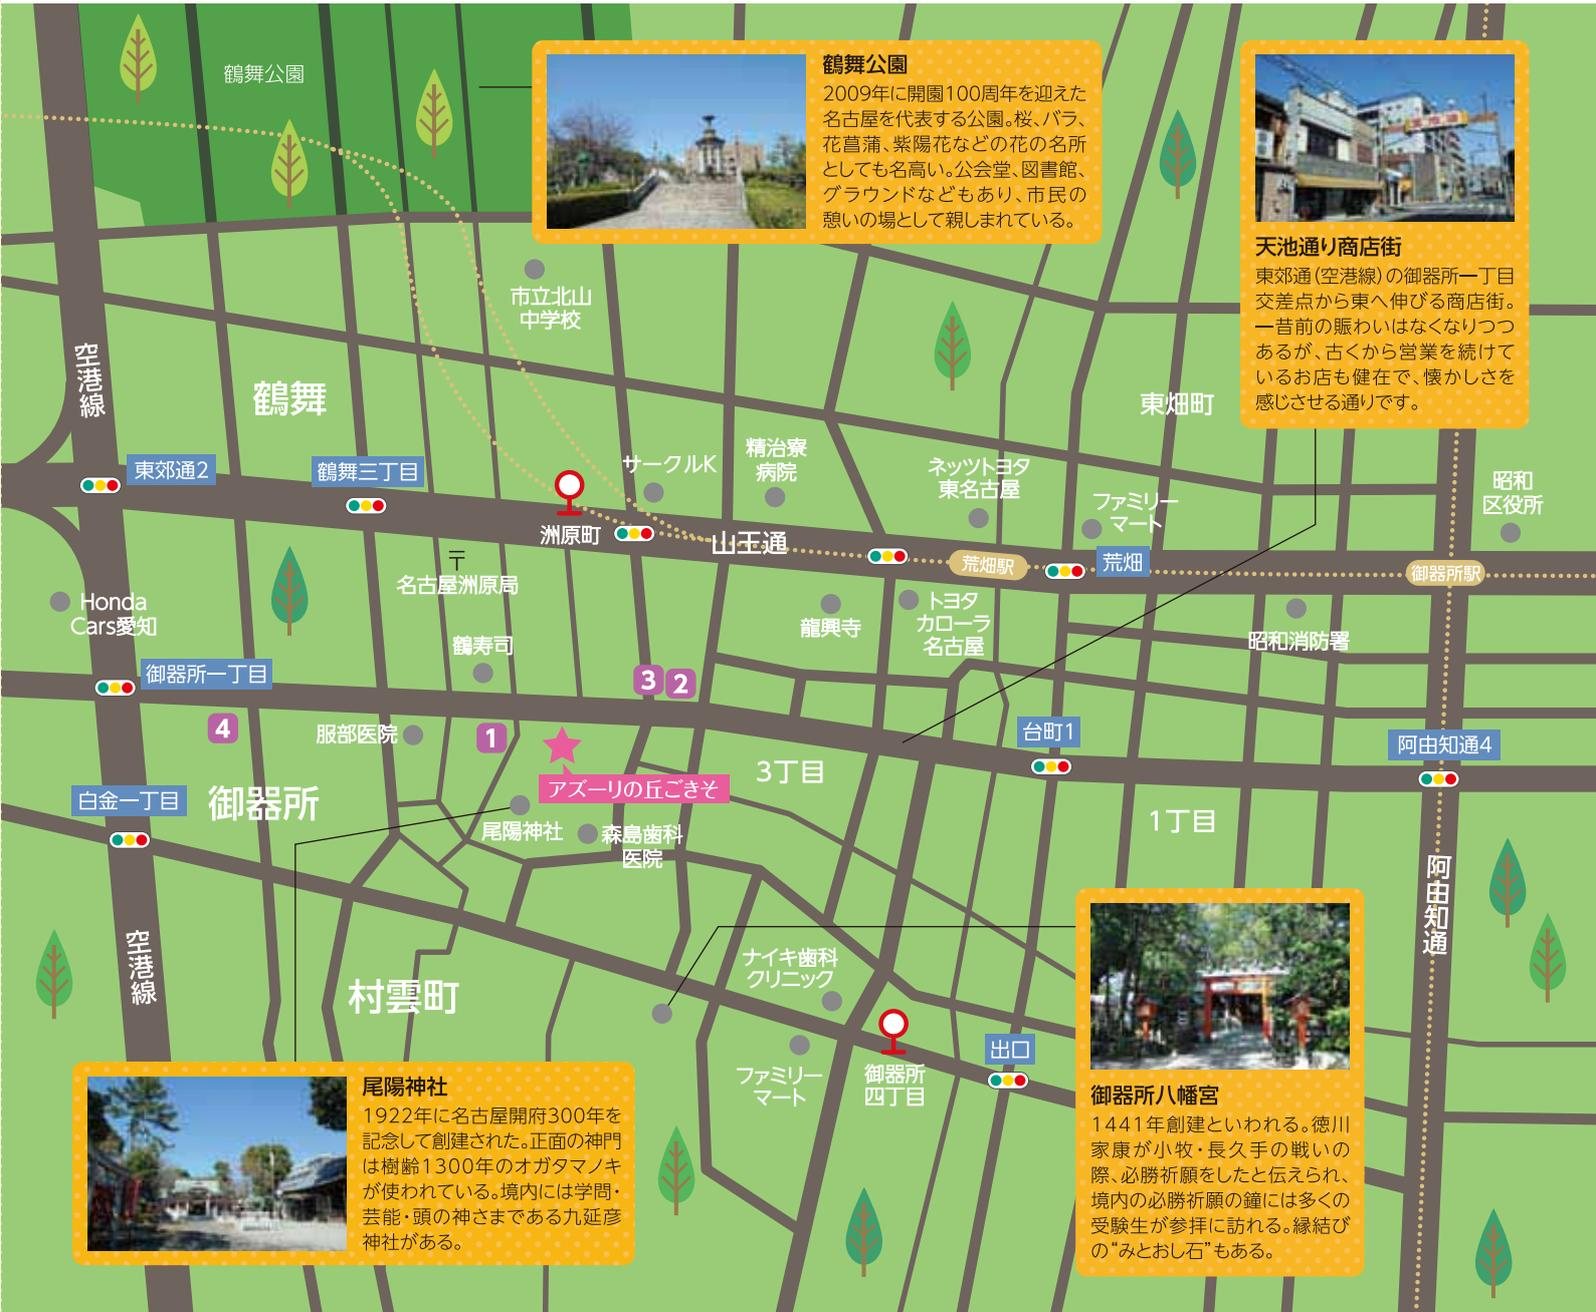 鶴舞公園
鶴舞公園
2009年に開園100周年を迎えた
名古屋を代表する公園。桜、バラ、
花菖蒲、紫陽花などの花の名所
としても名高い。公会堂、図書館、
グラウンドなどもあり、市民の
憩いの場として親しまれている。
天池通り商店街
東郊通（空港線）の御器所一丁目
交差点から東へ伸びる商店街。
一昔前の賑わいはなくなりつつ
あるが、古くから営業を続けて
いるお店も健在で、懐かしさを
感じさせる通りです。
市立北山
中学校
空港線
鶴舞
東畑町
東郊通2
鶴舞三丁目
サークルK
精治寮
病院
ネッツトヨタ
東名古屋
ファミリー
マート
昭和
区役所
洲原町
山王通
荒畑駅
荒畑
御器所駅
〒
名古屋洲原局
Honda
Cars愛知
鶴寿司
龍興寺
トヨタ
カローラ
名古屋
昭和消防署
御器所一丁目
3
2
4
服部医院
1
台町1
阿由知通4
アズーリの丘ごきそ
3丁目
白金一丁目
御器所
尾陽神社
森島歯科
医院
1丁目
阿由知通
空港線
村雲町
ナイキ歯科
クリニック
ファミリー
マート
御器所
四丁目
出口
尾陽神社
1922年に名古屋開府300年を
記念して創建された。正面の神門
は樹齢1300年のオガタマノキ
が使われている。境内には学問・
芸能・頭の神さまである九延彦
神社がある。
御器所八幡宮
1441年創建といわれる。徳川
家康が小牧・長久手の戦いの
際、必勝祈願をしたと伝えられ、
境内の必勝祈願の鐘には多くの
受験生が参拝に訪れる。縁結び
の“みとおし石”もある。